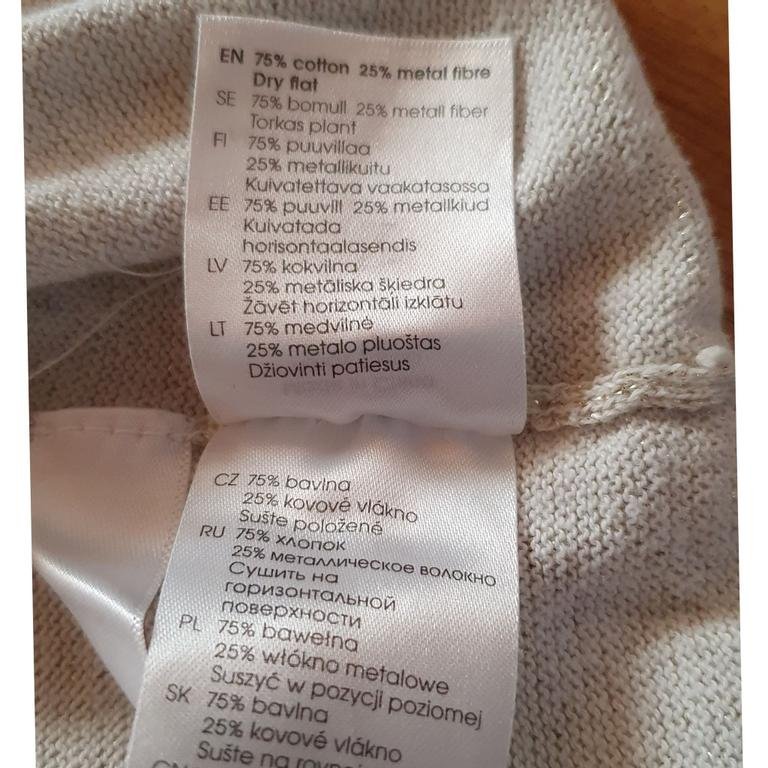 EN 75% cotton 25% metal fibre
Dry flat
SE 75% bomull 25% metall fiber
Torkas plant
FI 75% puuvillaa
25% metallikuitu
Kuivatettava vaakatasossa
EE 75% puuvill 25% metallkiud
Kuivatada
horisontaalasendis
LV 75% kokvilna
25% metāliska šķiedra
Žāvēt horizontāli izklātu
LT 75% medvilnė
25% metalo pluoštas
Džiovinti patiesus
CZ 75% bavlna
25% kovové vlákno
Sušte položené
RU 75% хлопок
25% металлическое волокно
Сушить на
горизонтальной
поверхности
PL 75% bawełna
25% włókno metalowe
Suszyć w pozycji poziomej
SK 75% bavlna
25% kovové vlákno
Sušte na